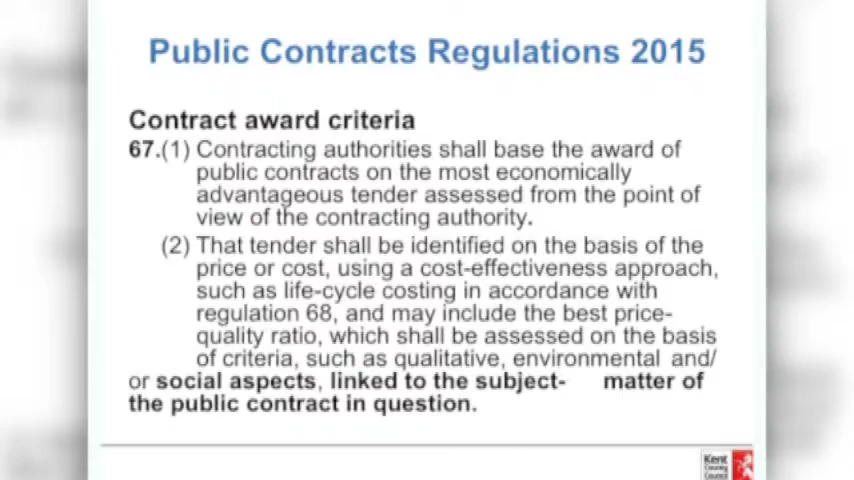 Public Contracts Regulations 2015
Contract award criteria
67.(1) Contracting authorities shall base the award of
public contracts on the most economically
advantageous tender assessed from the point of
view of the contracting authority.
(2) That tender shall be identified on the basis of the
price or cost, using a cost-effectiveness approach,
such as life-cycle costing in accordance with
regulation 68, and may include the best price-
quality ratio, which shall be assessed on the basis
of criteria, such as qualitative, environmental and/
or social aspects, linked to the subject- matter of
the public contract in question.
Kent
County
Council